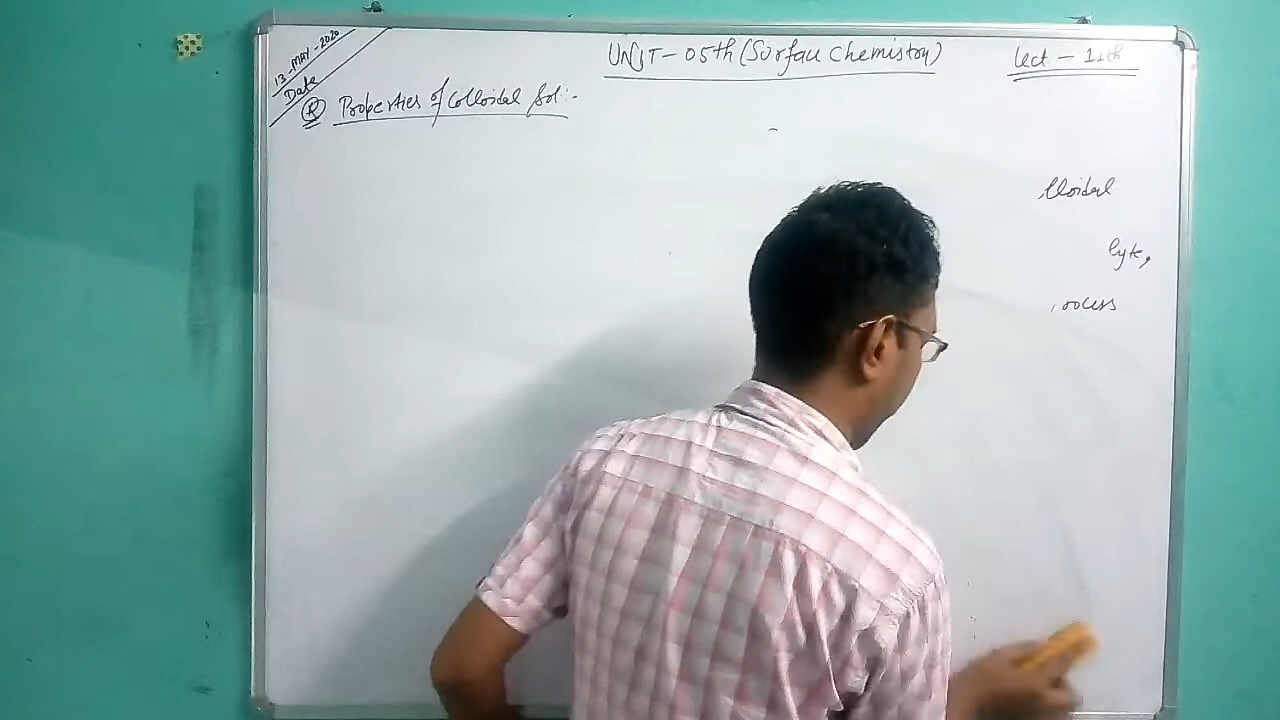 13-MAY-2020
Date
UNIT-05th (Surface Chemistry)
Lect - 11th
(R) Properties of Colloidal Sol:-
lloidal
lyte,
rocess